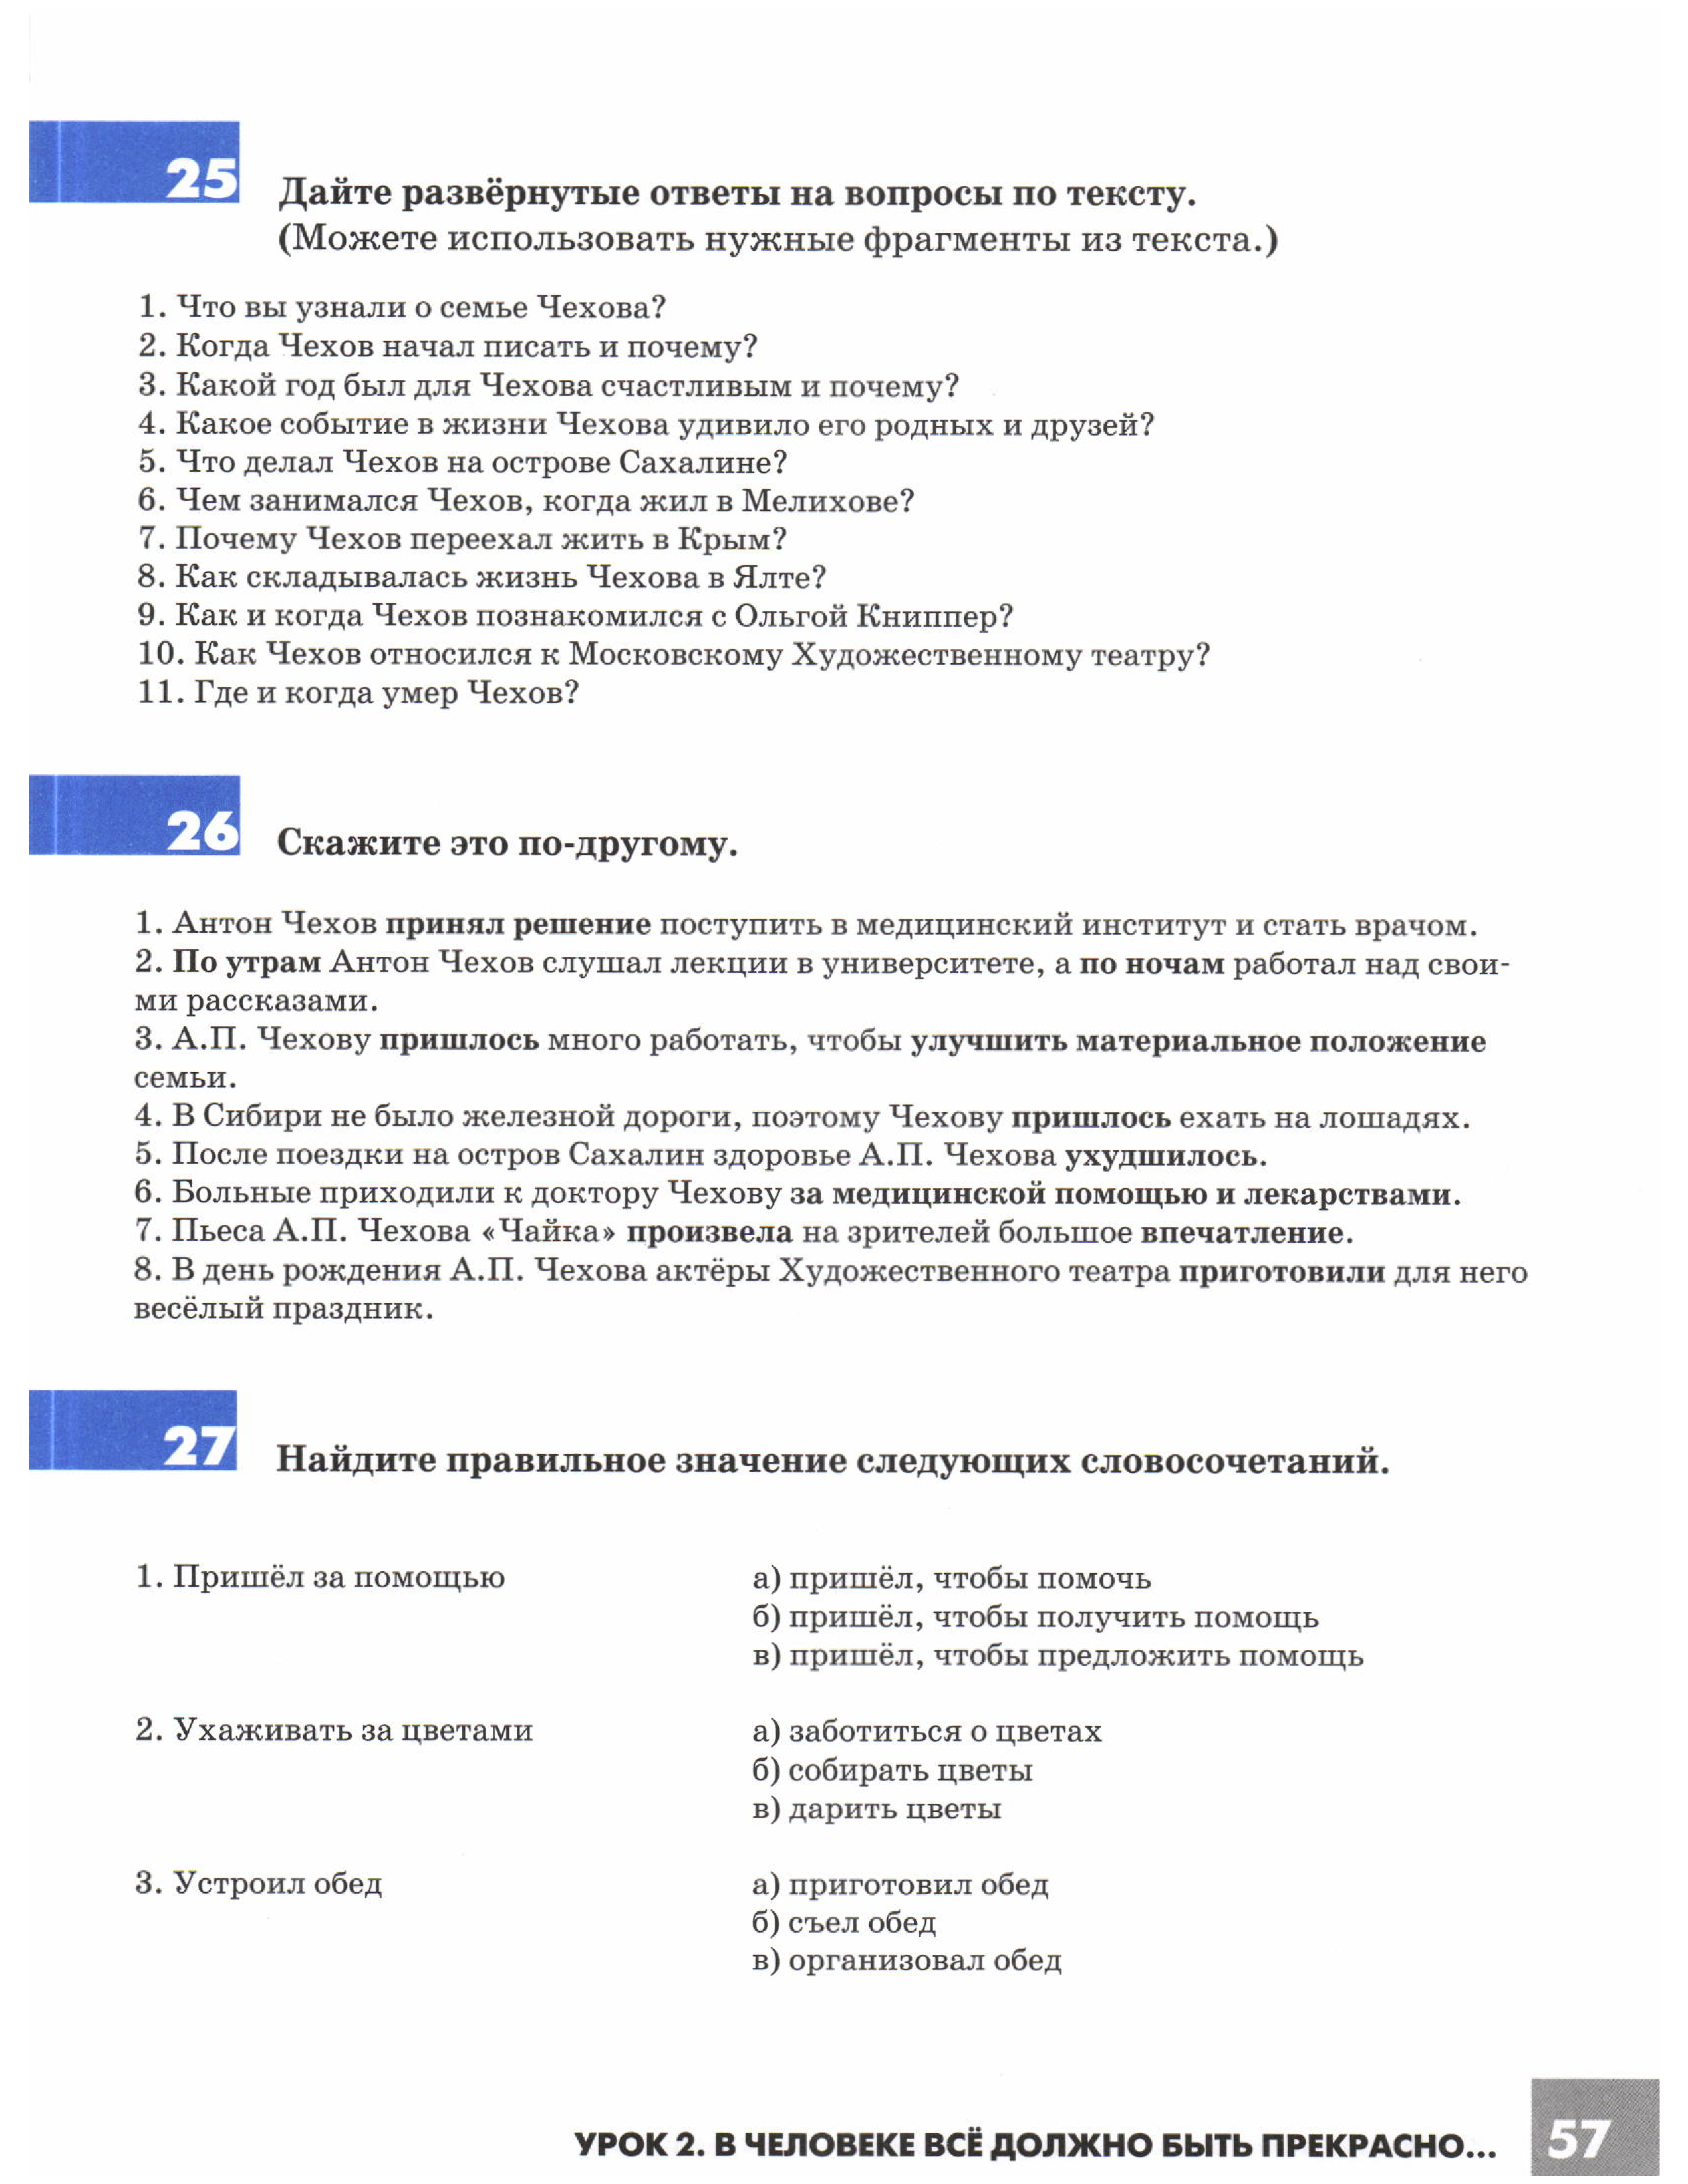 25
Дайте развёрнутые ответы на вопросы по тексту.
(Можете использовать нужные фрагменты из текста.)
1. Что вы узнали о семье Чехова?
2. Когда Чехов начал писать и почему?
3. Какой год был для Чехова счастливым и почему?
4. Какое событие в жизни Чехова удивило его родных и друзей?
5. Что делал Чехов на острове Сахалине?
6. Чем занимался Чехов, когда жил в Мелихове?
7. Почему Чехов переехал жить в Крым?
8. Как складывалась жизнь Чехова в Ялте?
9. Как и когда Чехов познакомился с Ольгой Книппер?
10. Как Чехов относился к Московскому Художественному театру?
11. Где и когда умер Чехов?
26
Скажите это по-другому.
1. Антон Чехов принял решение поступить в медицинский институт и стать врачом.
2. По утрам Антон Чехов слушал лекции в университете, а по ночам работал над свои-
ми рассказами.
3. А.П. Чехову пришлось много работать, чтобы улучшить материальное положение
семьи.
4. В Сибири не было железной дороги, поэтому Чехову пришлось ехать на лошадях.
5. После поездки на остров Сахалин здоровье А.П. Чехова ухудшилось.
6. Больные приходили к доктору Чехову за медицинской помощью и лекарствами.
7. Пьеса А.П. Чехова «Чайка» произвела на зрителей большое впечатление.
8. В день рождения А.П. Чехова актёры Художественного театра приготовили для него
весёлый праздник.
27
Найдите правильное значение следующих словосочетаний.
1. Пришёл за помощью
а) пришёл, чтобы помочь
б) пришёл, чтобы получить помощь
в) пришёл, чтобы предложить помощь
2. Ухаживать за цветами
а) заботиться о цветах
б) собирать цветы
в) дарить цветы
3. Устроил обед
а) приготовил обед
б) съел обед
в) организовал обед
УРОК 2. В ЧЕЛОВЕКЕ ВСЁ ДОЛЖНО БЫТЬ ПРЕКРАСНО...
57